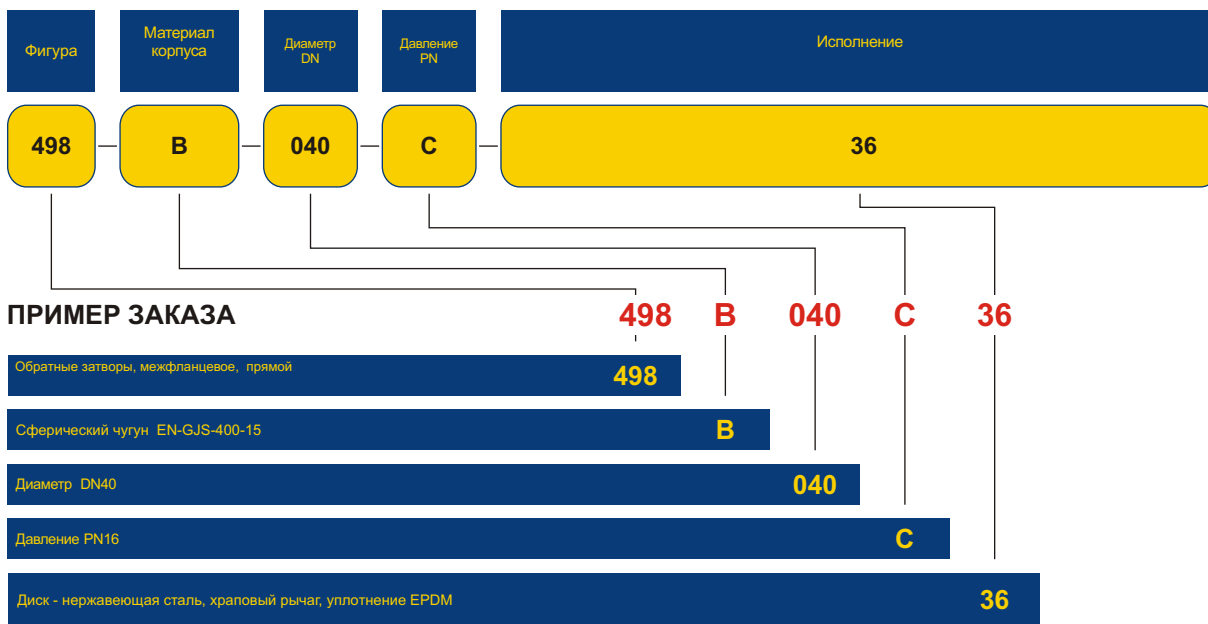 Фигура
Материал
корпуса
Диаметр
DN
Давление
PN
Исполнение
498
B
040
C
36
ПРИМЕР ЗАКАЗА 498 B 040 C 36
Обратные затворы, межфланцевое, прямой 498
Сферический чугун EN-GJS-400-15 B
Диаметр DN40 040
Давление PN16 C
Диск - нержавеющая сталь, храповый рычаг, уплотнение EPDM 36